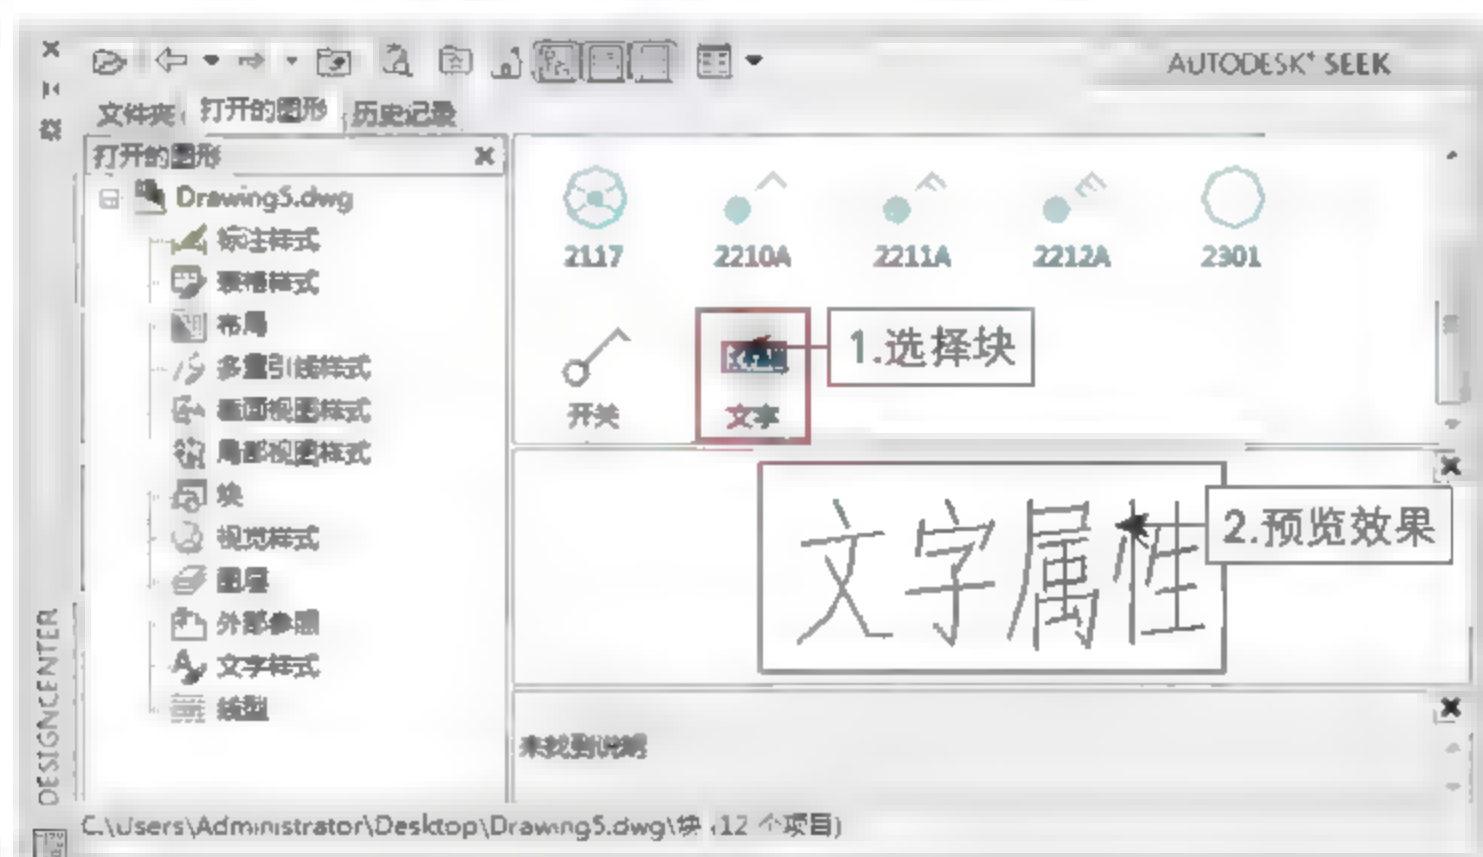 AUTODESK® SEEK
文件夹 打开的图形 历史记录
打开的图形
Drawing5.dwg
标注样式
表格样式
布局
多重引线样式
截面视图样式
局部视图样式
块
视觉样式
图层
外部参照
文字样式
线型
2117 2210A 2211A 2212A 2301
开关 文字
1.选择块
文字属性
2.预览效果
未找到说明
DESIGNCENTER
C:\Users\Administrator\Desktop\Drawing5.dwg\块 (12 个项目)